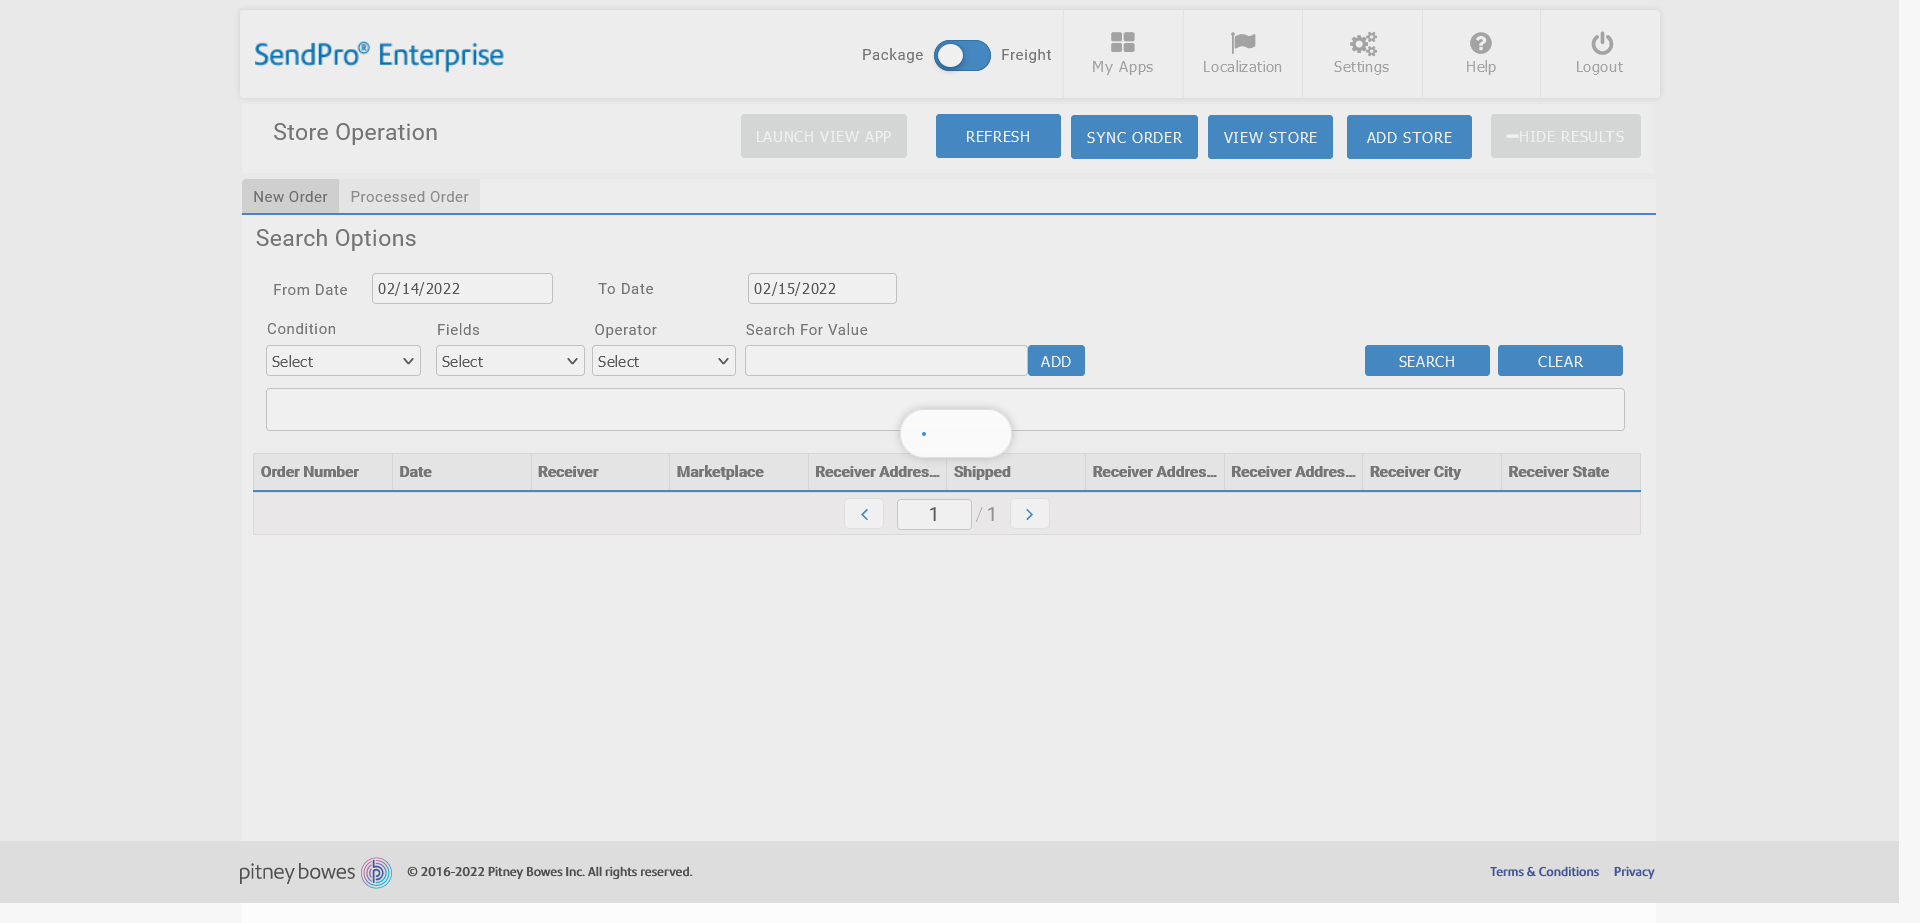 SendPro® Enterprise
Package Freight
My Apps
Localization
Settings
Help
Logout
Store Operation
LAUNCH VIEW APP
REFRESH
SYNC ORDER
VIEW STORE
ADD STORE
HIDE RESULTS
New Order Processed Order
Search Options
From Date 02/14/2022 To Date 02/15/2022
Condition Fields Operator Search For Value
Select Select Select ADD SEARCH CLEAR
Order Number Date Receiver Marketplace Receiver Addres... Shipped Receiver Addres... Receiver Addres... Receiver City Receiver State
1 / 1
pitney bowes © 2016-2022 Pitney Bowes Inc. All rights reserved. Terms & Conditions Privacy